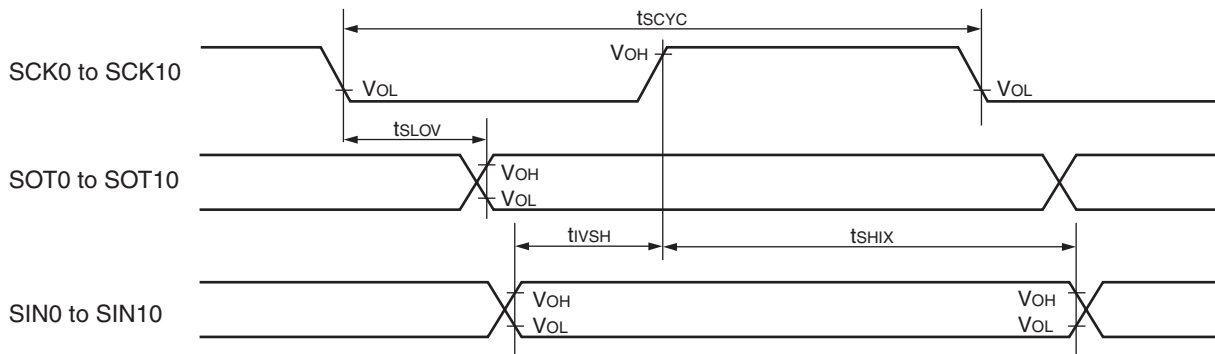 tSCYC
SCK0 to SCK10
VOH
VOL
VOL
tSLOV
SOT0 to SOT10
VOH
VOL
tIVSH
tSHIX
SIN0 to SIN10
VOH
VOL
VOH
VOL